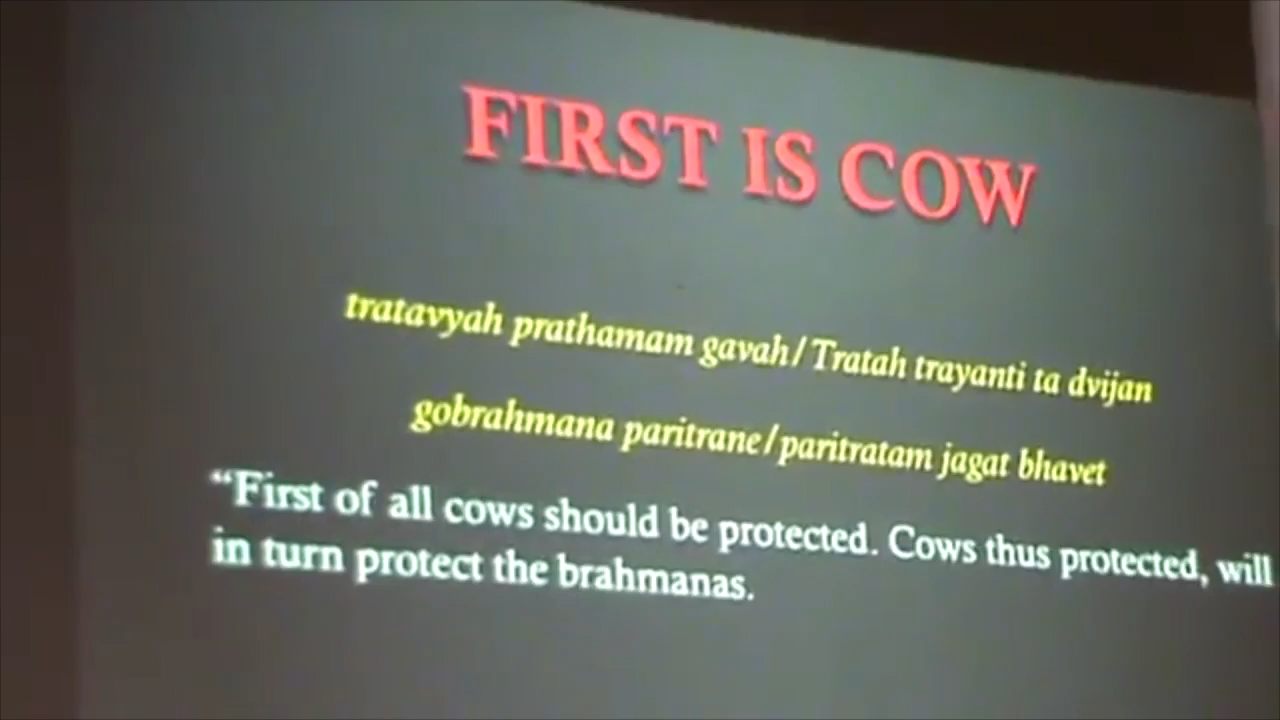 FIRST IS COW
tratavyah prathamam gavah/Tratah trayanti ta dvijan
gobrahmana paritrane/paritratam jagat bhavet
“First of all cows should be protected. Cows thus protected, will
in turn protect the brahmanas.